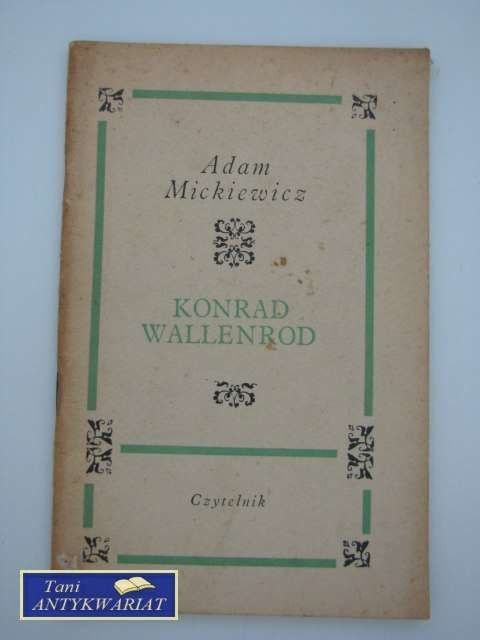 Adam
Mickiewicz
KONRAD
WALLENROD
Czytelnik
Tani
ANTYKWARIAT